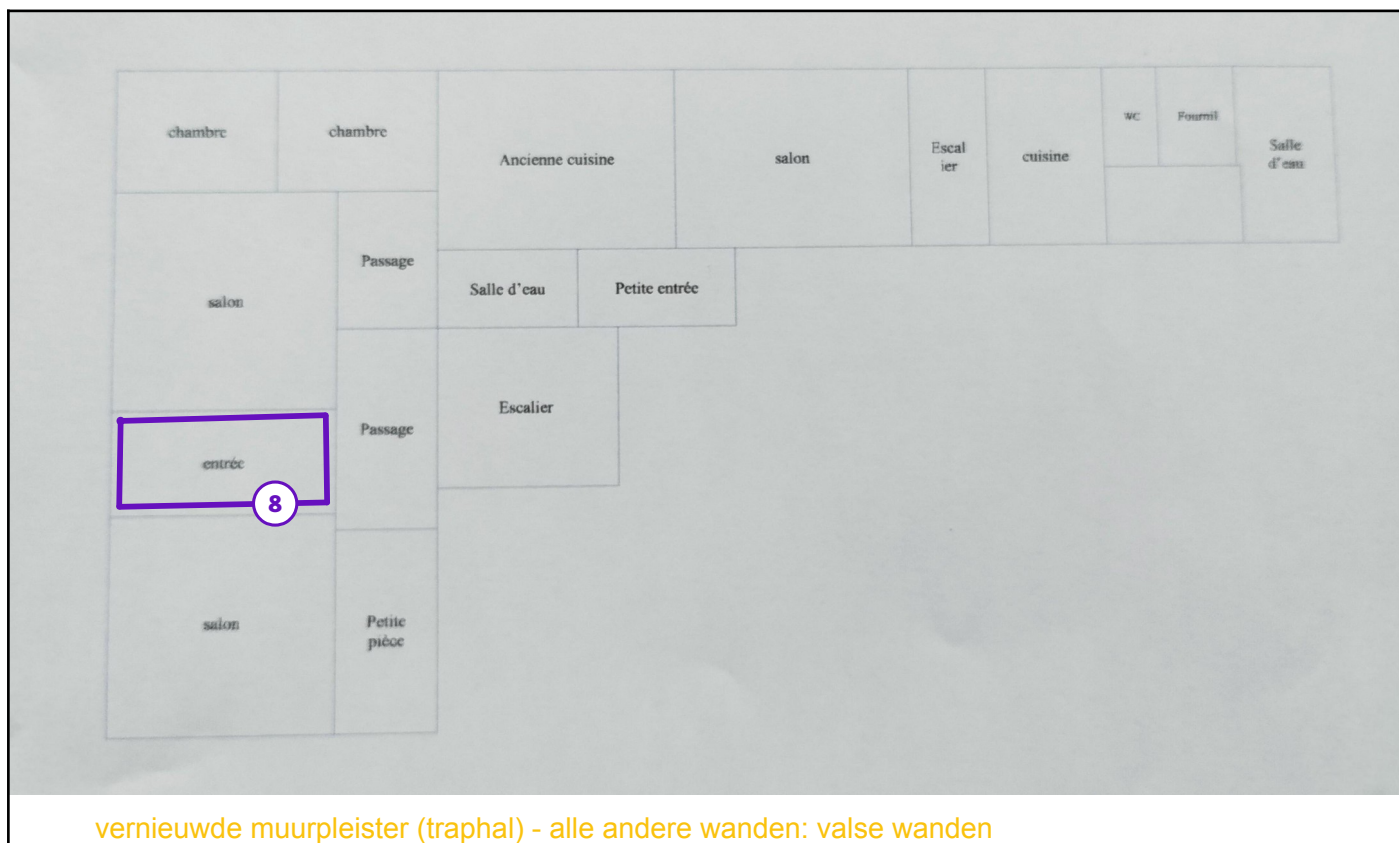 chambre
chambre
Ancienne cuisine
salon
Escal
ier
cuisine
WC
Fournil
Salle
d'eau
salon
Passage
Salle d'eau
Petite entrée
entrée
8
Passage
Escalier
salon
Petite
pièce
vernieuwde muurpleister (traphal) - alle andere wanden: valse wanden